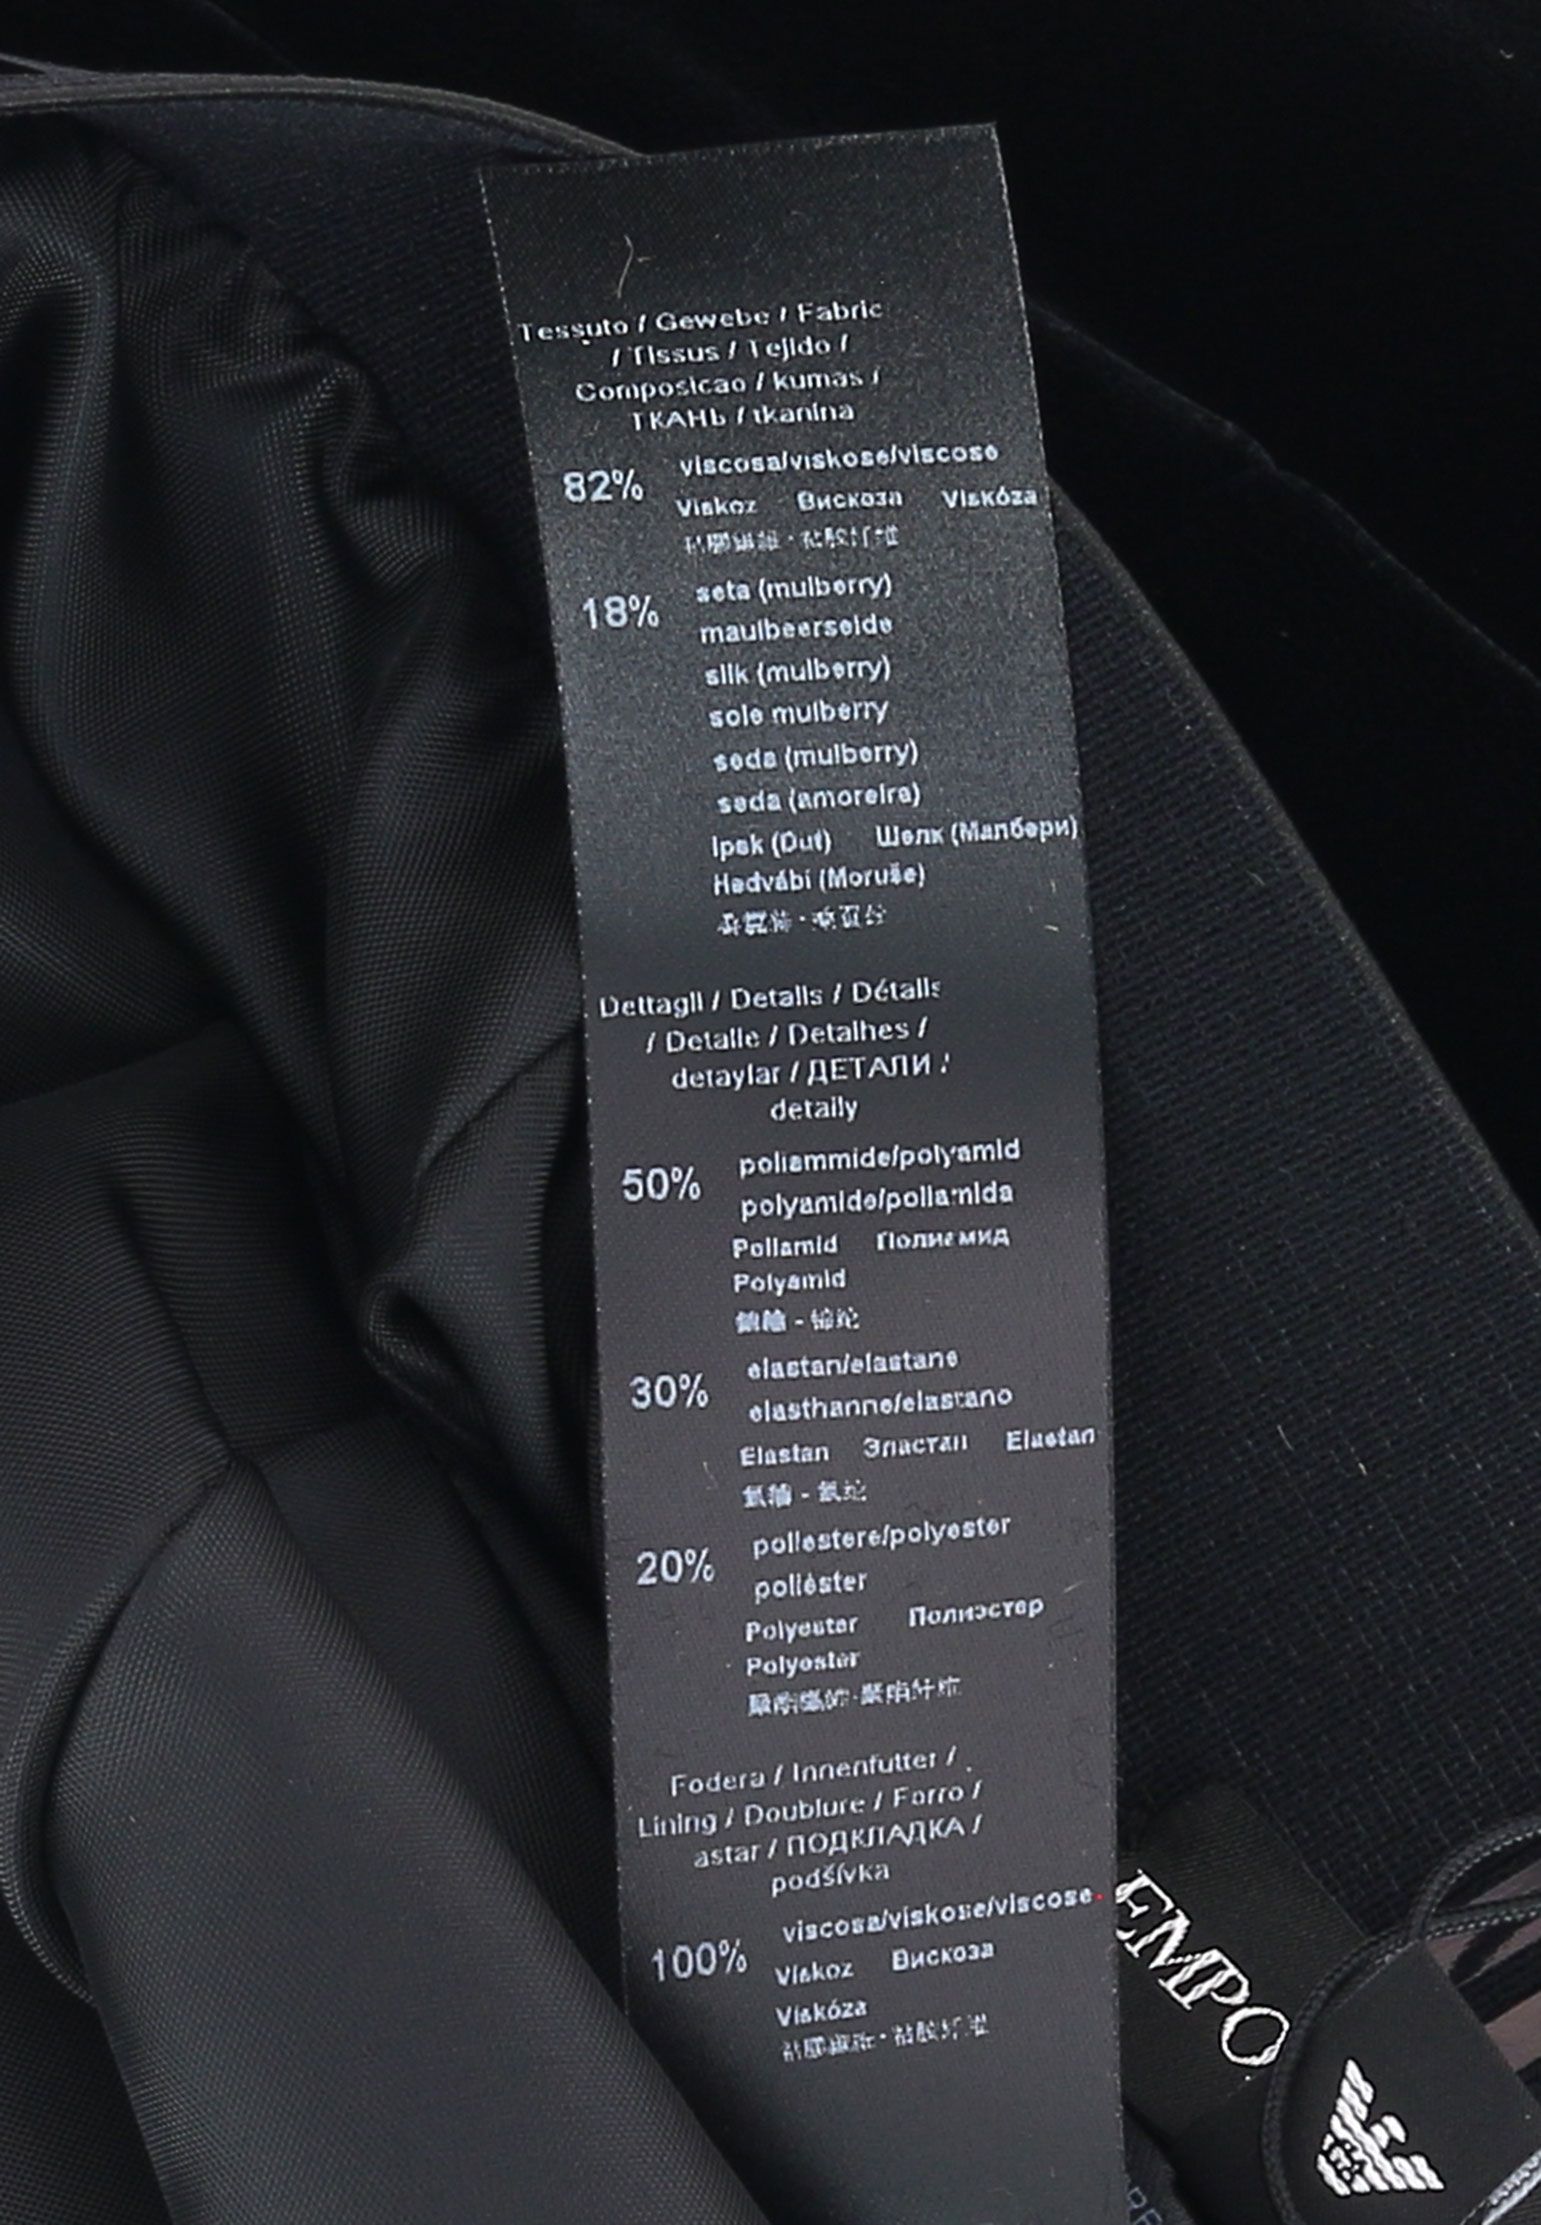 Tessuto / Gewebe / Fabric
/ Tissus / Tejido /
Composicao / kumas /
ТКАНЬ / tkanina
82% viscosa/viskose/viscose
Viskoz Вискоза Viskóza
18% seta (mulberry)
maulbeerseide
silk (mulberry)
soie mulberry
seda (mulberry)
seda (amoreira)
Ipek (Dut) Шелк (Малбери)
Hedvábí (Moruše)
Dettagli / Details / Détails
/ Detalle / Detalhes /
detaylar / ДЕТАЛИ /
detaily
50% poliammide/polyamid
polyamide/poliamida
Poliamid Полиамид
Polyamid
30% elastan/elastane
elasthanne/elastano
Elastan Эластан Elastan
20% poliestere/polyester
poliéster
Polyester Полиэстер
Polyester
Fodera / Innenfutter /
Lining / Doublure / Forro /
astar / ПОДКЛАДКА /
podšívka
100% viscosa/viskose/viscose
Viskoz Вискоза
Viskóza
EMPO